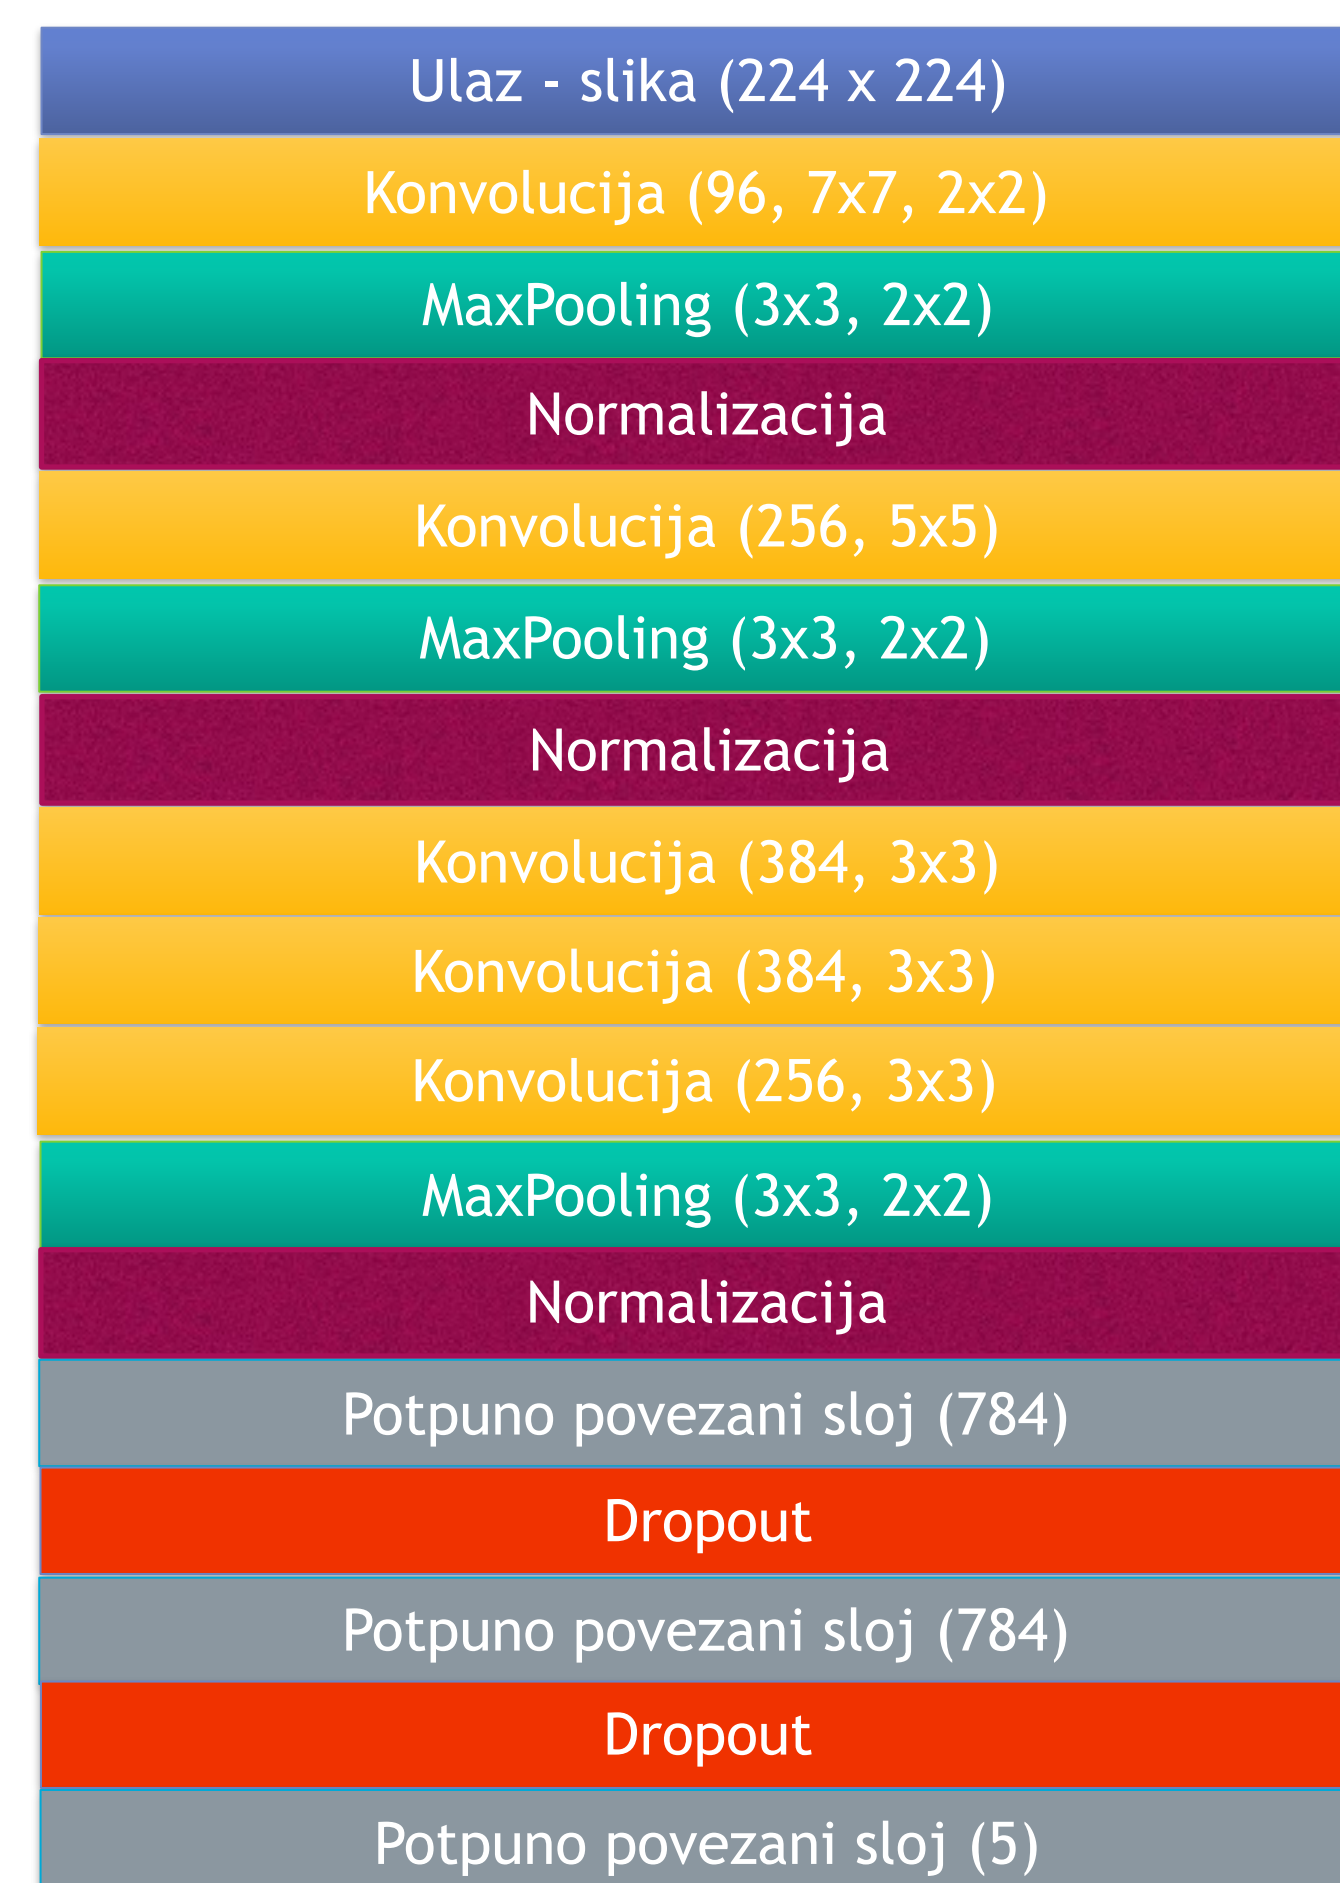 Ulaz - slika (224 x 224)
Konvolucija (96, 7x7, 2x2)
MaxPooling (3x3, 2x2)
Normalizacija
Konvolucija (256, 5x5)
MaxPooling (3x3, 2x2)
Normalizacija
Konvolucija (384, 3x3)
Konvolucija (384, 3x3)
Konvolucija (256, 3x3)
MaxPooling (3x3, 2x2)
Normalizacija
Potpuno povezani sloj (784)
Dropout
Potpuno povezani sloj (784)
Dropout
Potpuno povezani sloj (5)